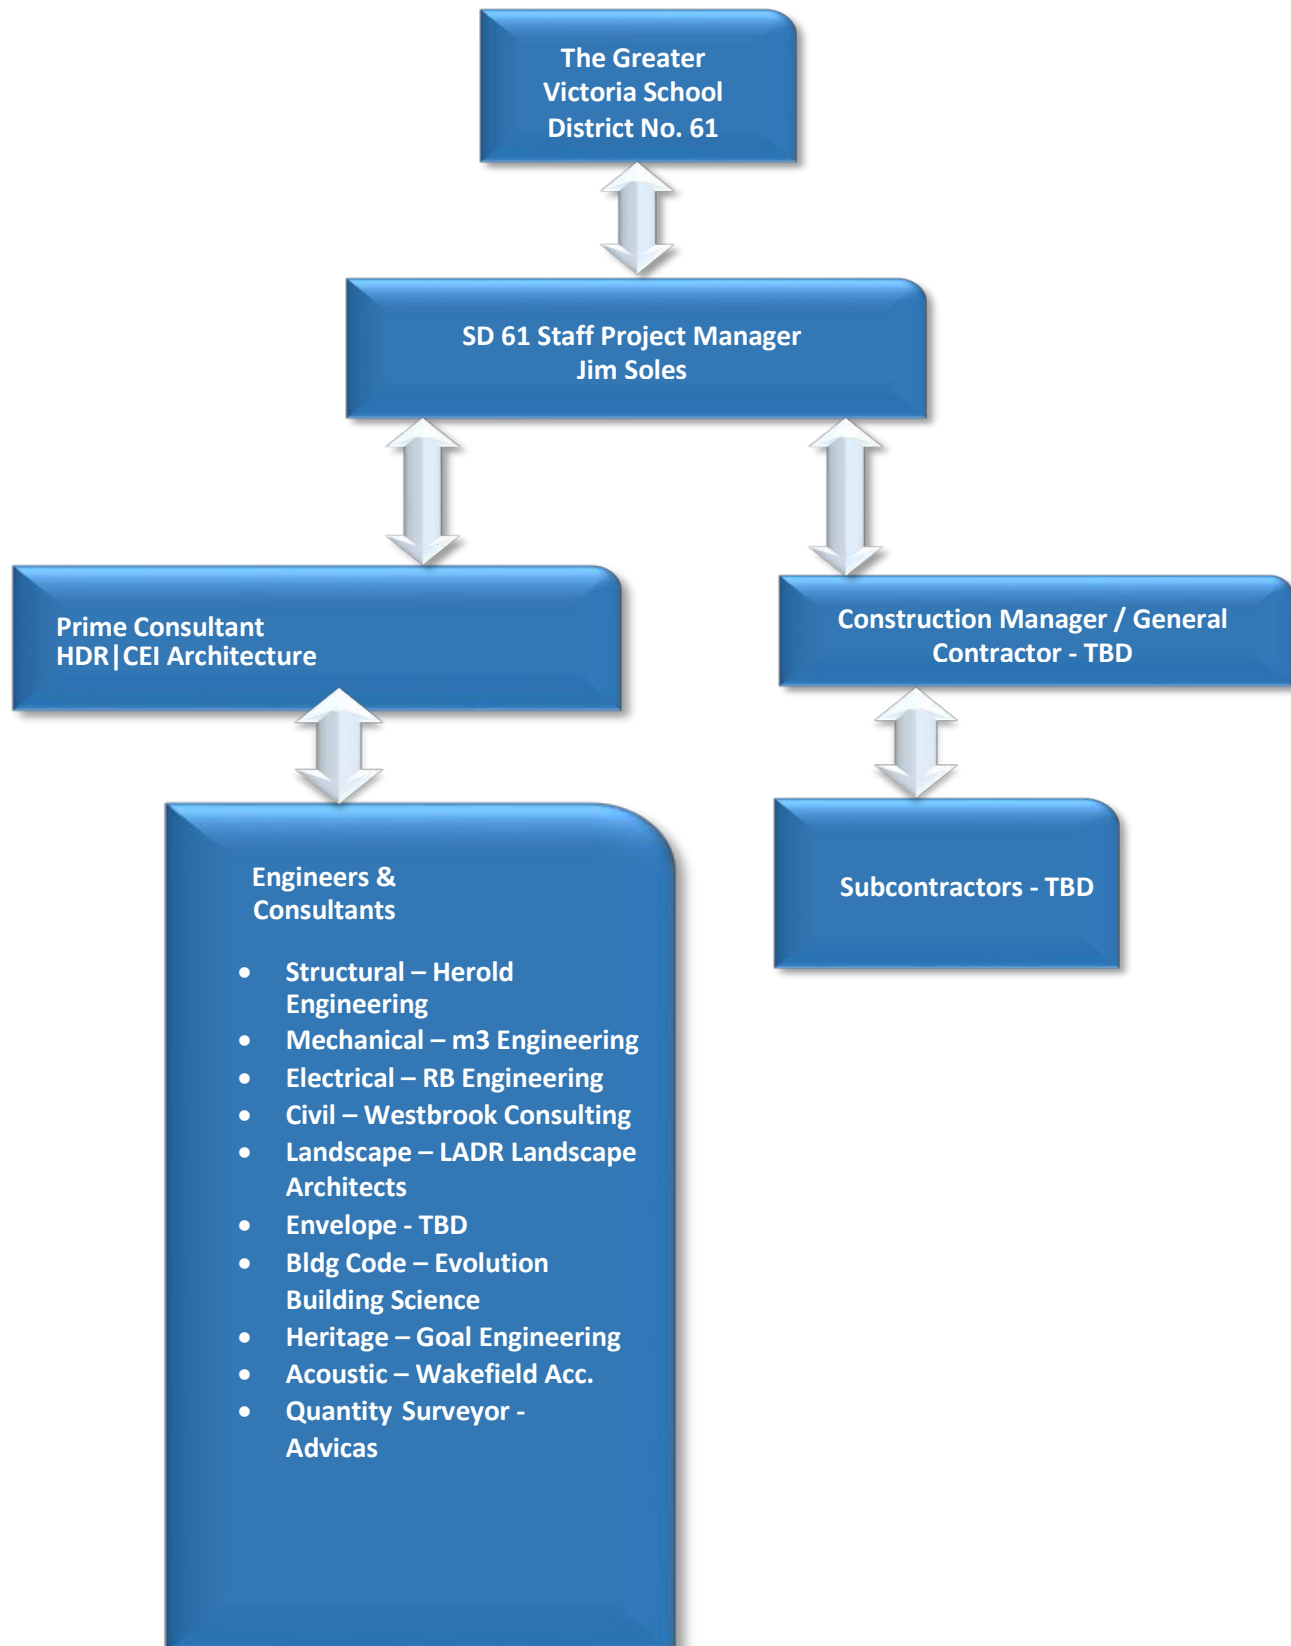 The Greater
Victoria School
District No. 61
SD 61 Staff Project Manager
Jim Soles
Prime Consultant
HDR|CEI Architecture
Construction Manager / General
Contractor - TBD
Engineers &
Consultants
• Structural – Herold
Engineering
• Mechanical – m3 Engineering
• Electrical – RB Engineering
• Civil – Westbrook Consulting
• Landscape – LADR Landscape
Architects
• Envelope - TBD
• Bldg Code – Evolution
Building Science
• Heritage – Goal Engineering
• Acoustic – Wakefield Acc.
• Quantity Surveyor -
Advicas
Subcontractors - TBD